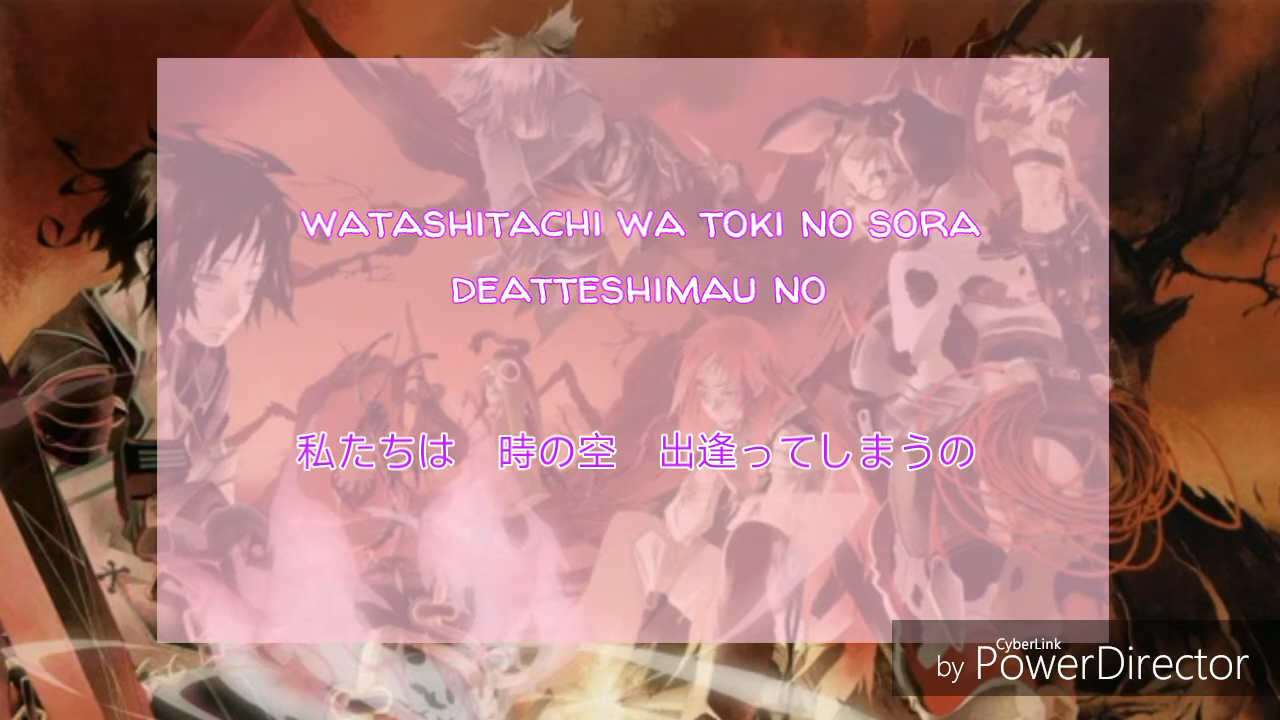 WATASHITACHI WA TOKI NO SORA
DEATTESHIMAU NO
私たちは　時の空　出逢ってしまうの
CyberLink
by PowerDirector